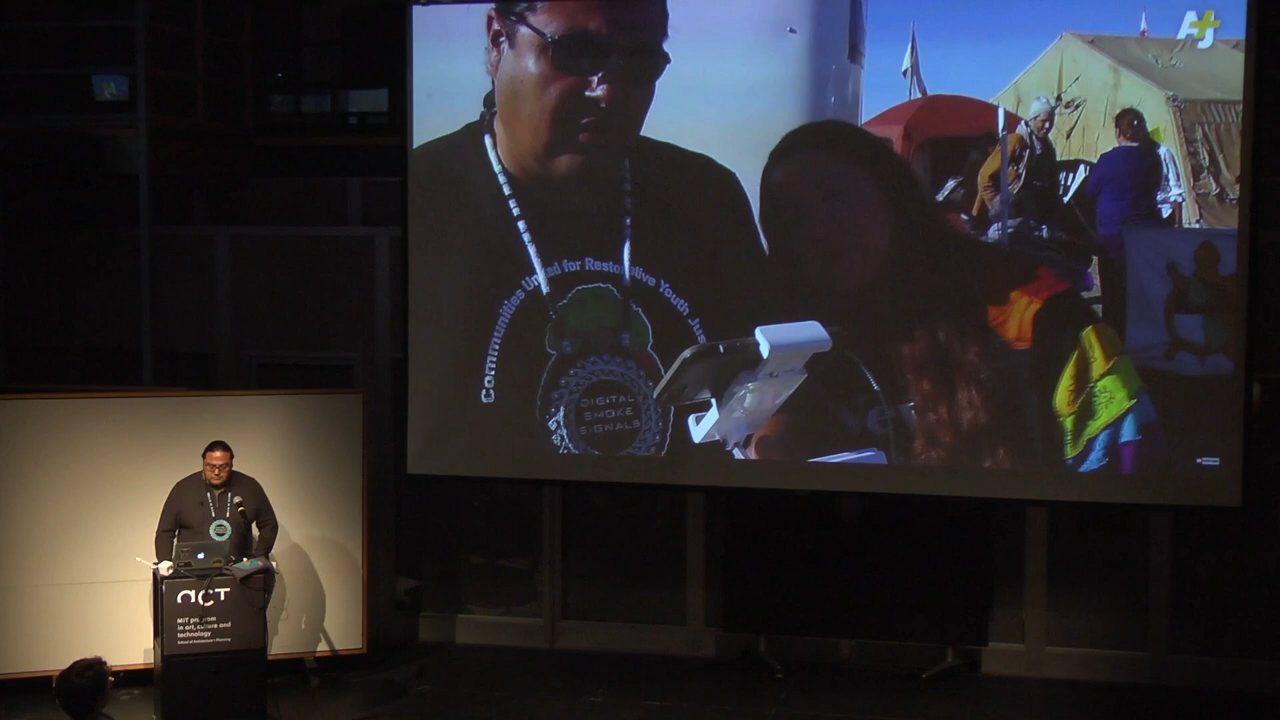 AJ+
Communities United for Restorative Youth Jus
DIGITAL
SMOKE
SIGNALS
act
MIT program
in art, culture and
technology
School of Architecture + Planning